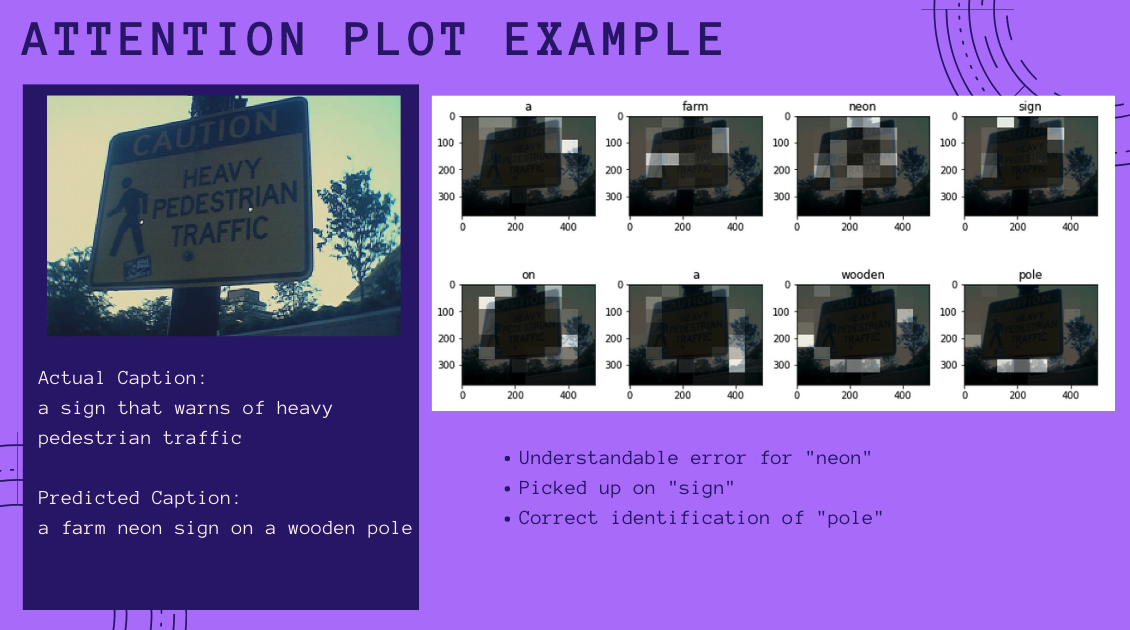 ATTENTION PLOT EXAMPLE
CAUTION
HEAVY
PEDESTRIAN
TRAFFIC
Actual Caption:
a sign that warns of heavy
pedestrian traffic
Predicted Caption:
a farm neon sign on a wooden pole
a farm neon sign
0 0 0 0
100 100 100 100
200 200 200 200
300 300 300 300
0 200 400 0 200 400 0 200 400 0 200 400
on a wooden pole
0 0 0 0
100 100 100 100
200 200 200 200
300 300 300 300
0 200 400 0 200 400 0 200 400 0 200 400
• Understandable error for "neon"
• Picked up on "sign"
• Correct identification of "pole"